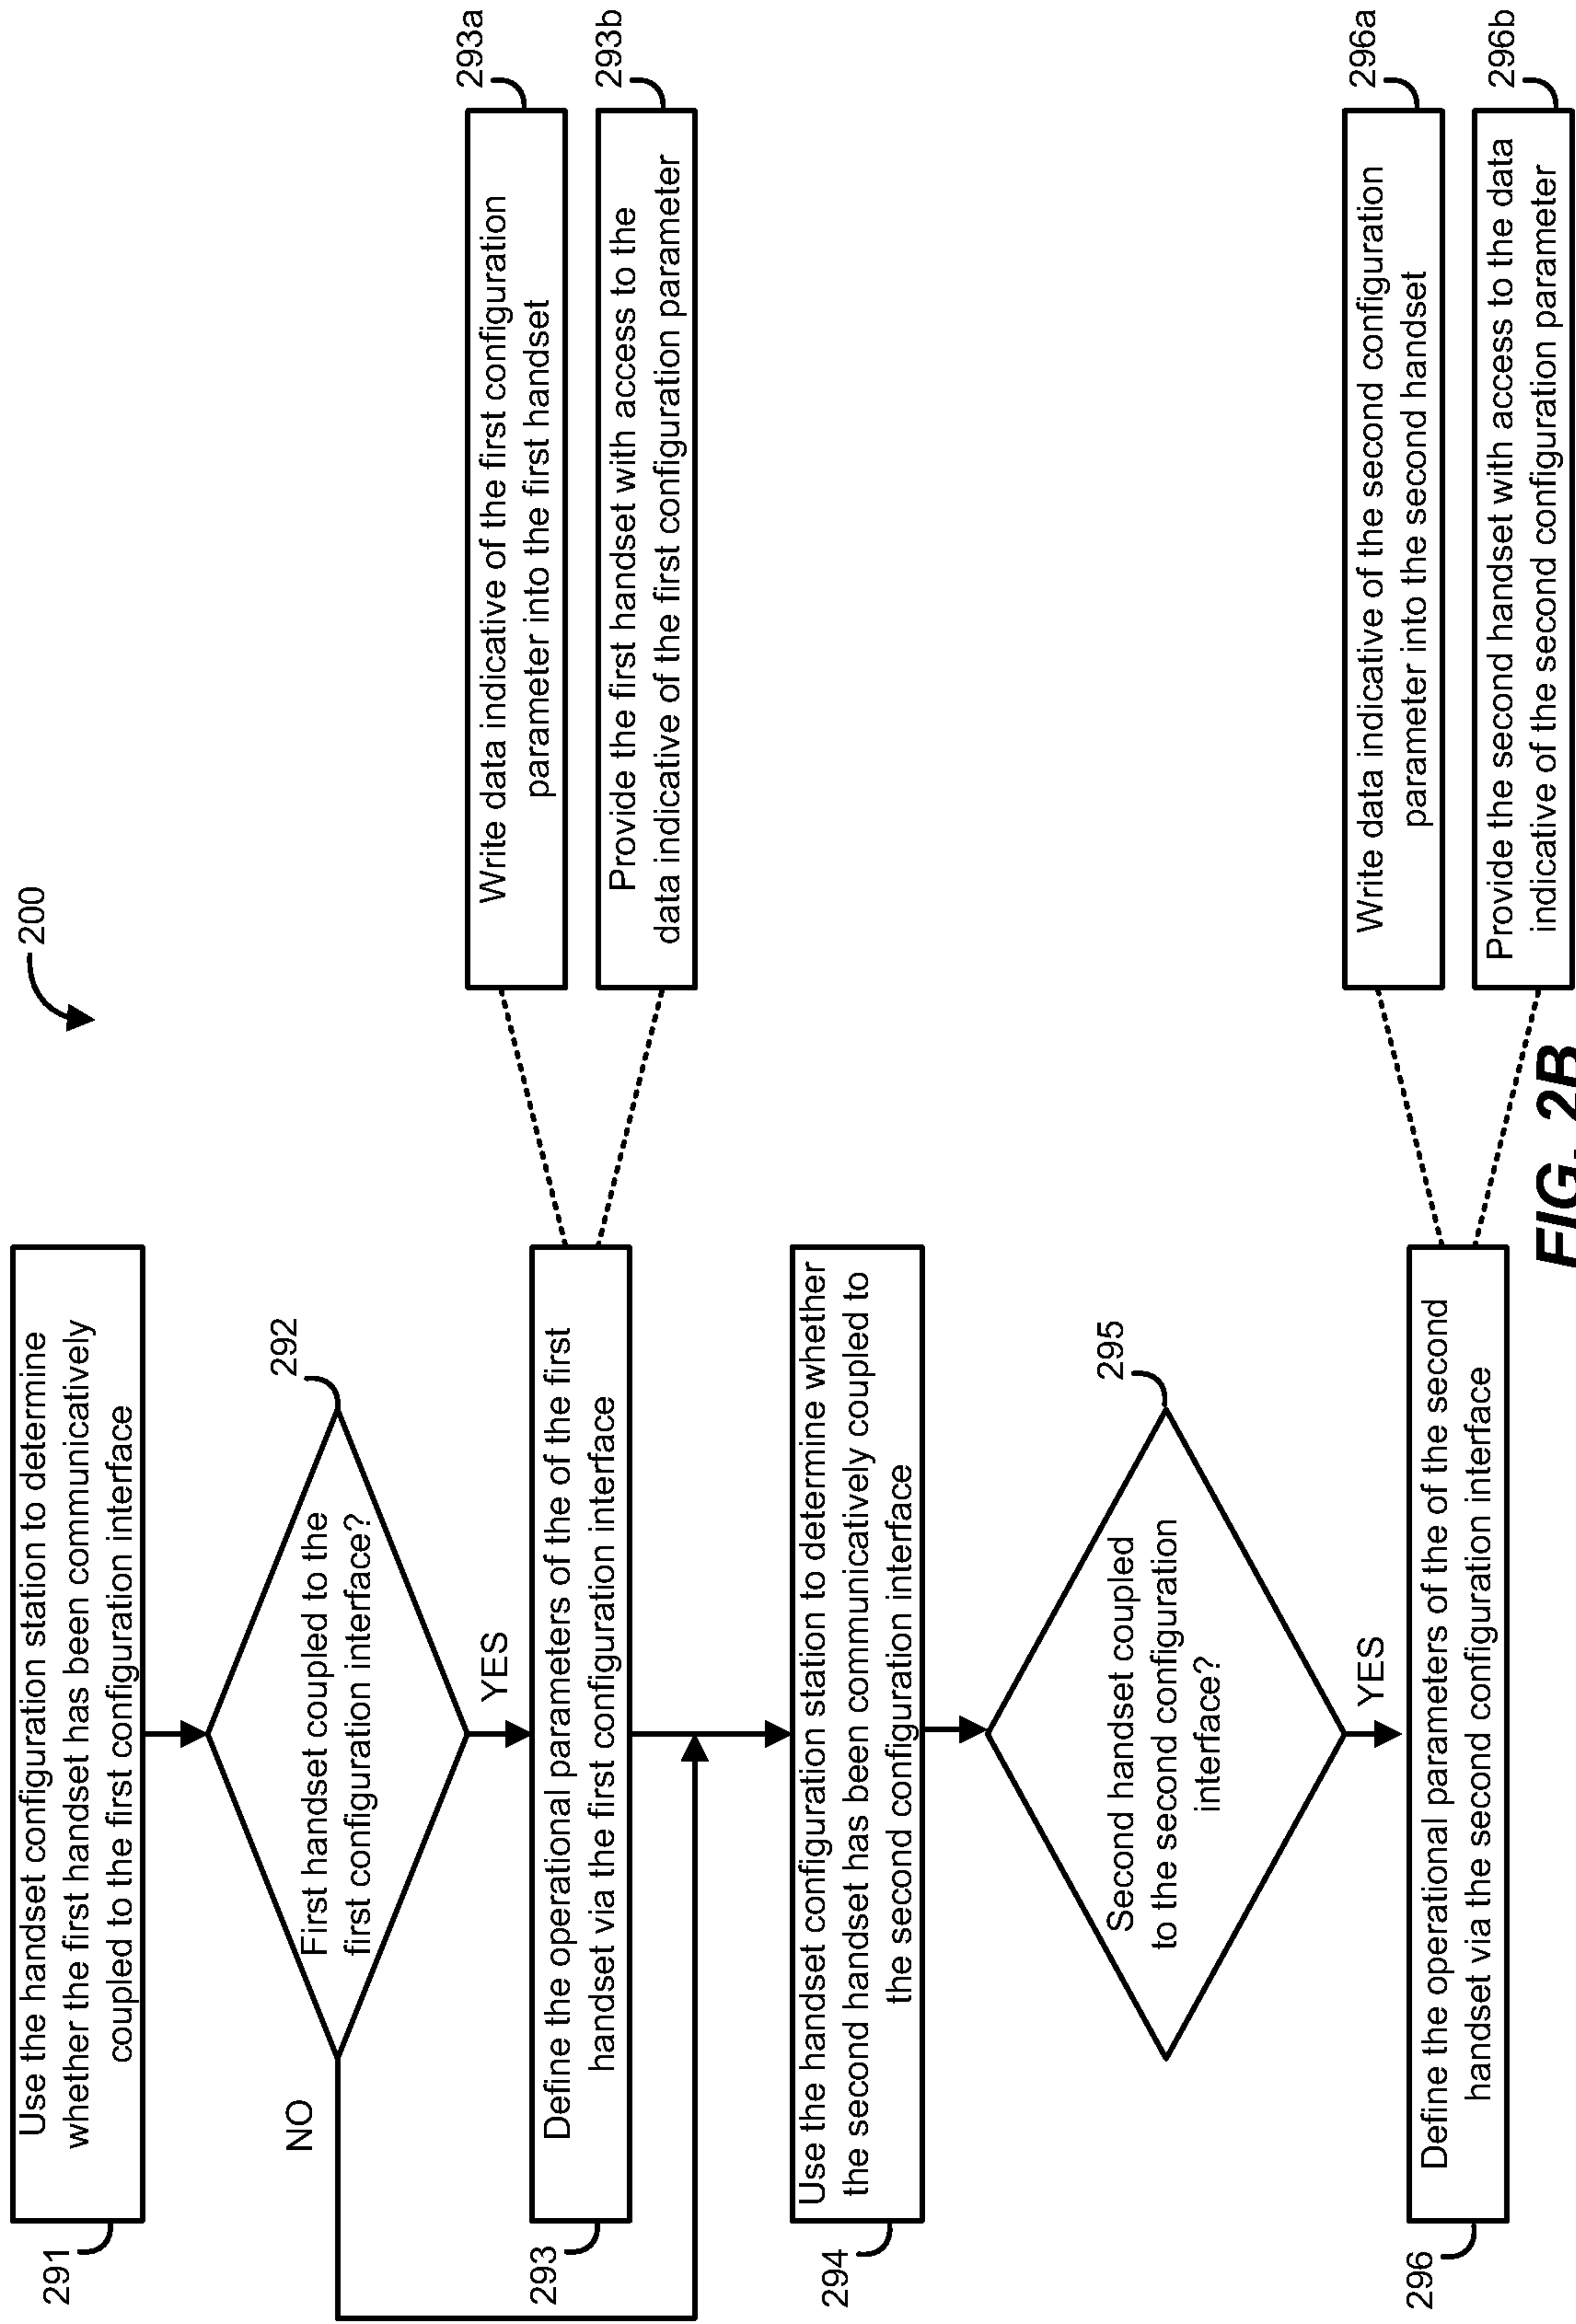 200
291
Use the handset configuration station to determine
whether the first handset has been communicatively
coupled to the first configuration interface
292
First handset coupled to the
first configuration interface?
NO
YES
293
Define the operational parameters of the of the first
handset via the first configuration interface
293a
Write data indicative of the first configuration
parameter into the first handset
293b
Provide the first handset with access to the
data indicative of the first configuration parameter
294
Use the handset configuration station to determine whether
the second handset has been communicatively coupled to
the second configuration interface
295
Second handset coupled
to the second configuration
interface?
YES
296
Define the operational parameters of the of the second
handset via the second configuration interface
296a
Write data indicative of the second configuration
parameter into the second handset
296b
Provide the second handset with access to the data
indicative of the second configuration parameter
FIG. 2B